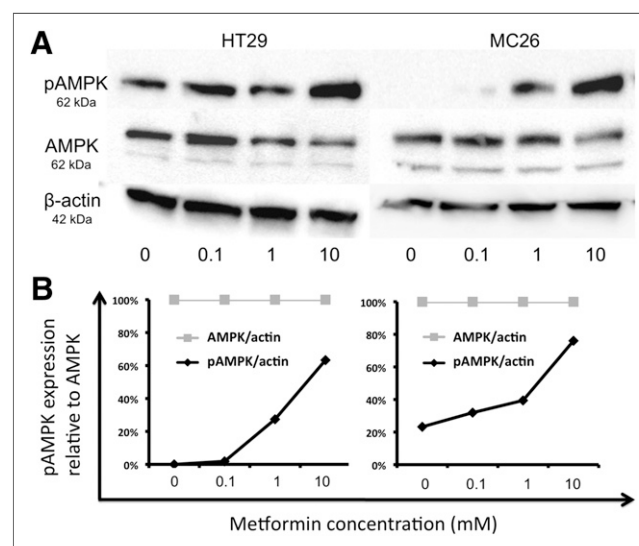 A
HT29 MC26
pAMPK
62 kDa
AMPK
62 kDa
β-actin
42 kDa
0 0.1 1 10 0 0.1 1 10
B
pAMPK expression
relative to AMPK
100% 100%
AMPK/actin AMPK/actin
80% 80%
pAMPK/actin pAMPK/actin
60% 60%
40% 40%
20% 20%
0% 0%
0 0.1 1 10 0 0.1 1 10
Metformin concentration (mM)